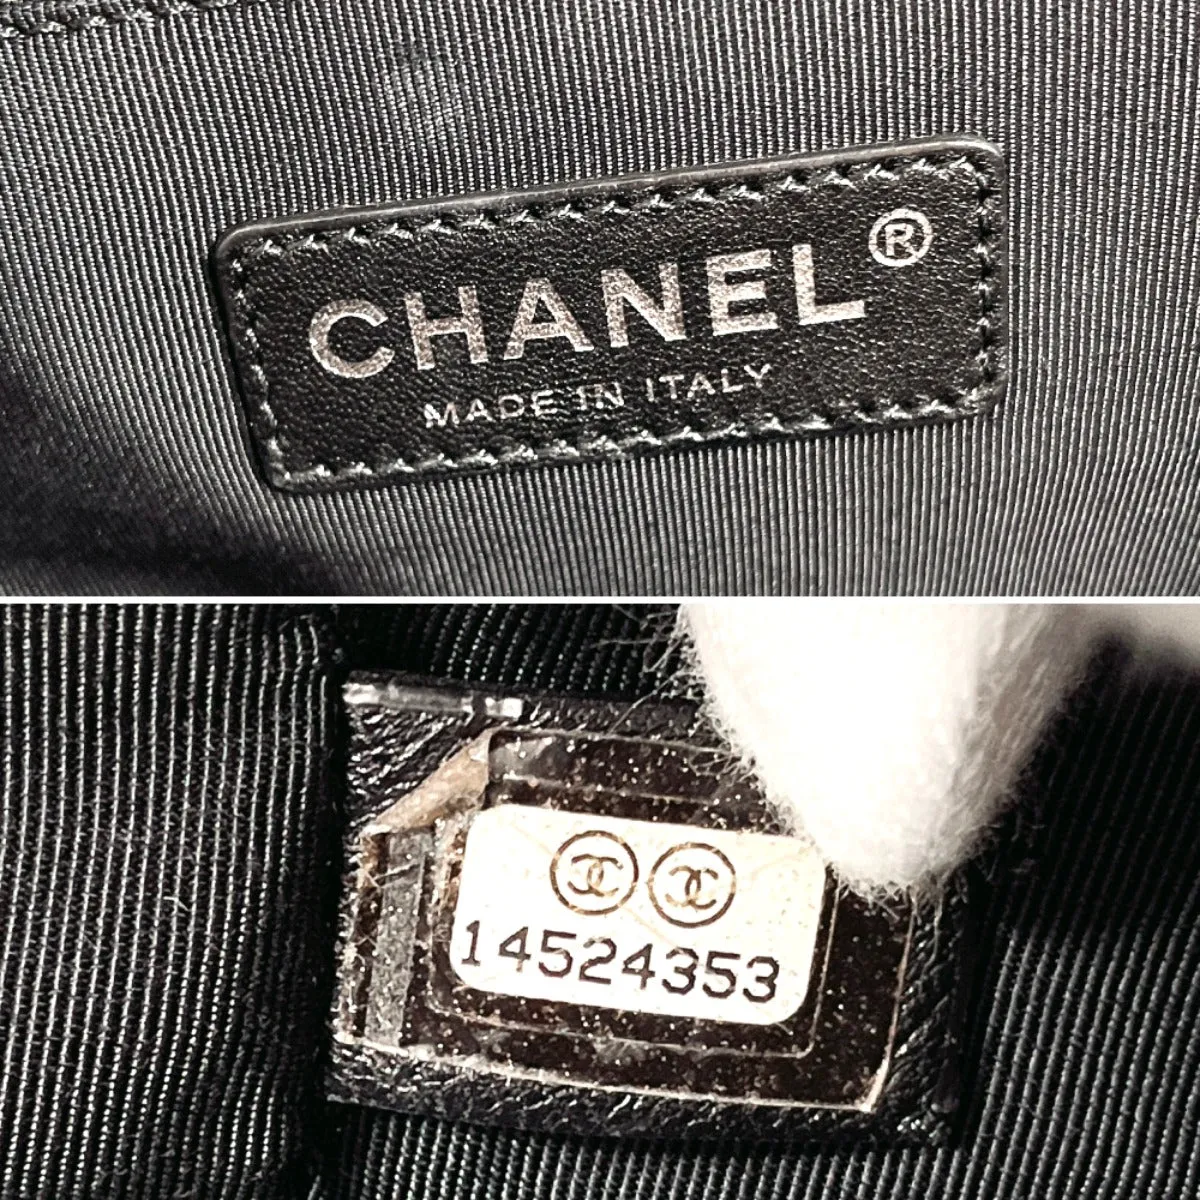 CHANEL ®
MADE IN ITALY
14524353